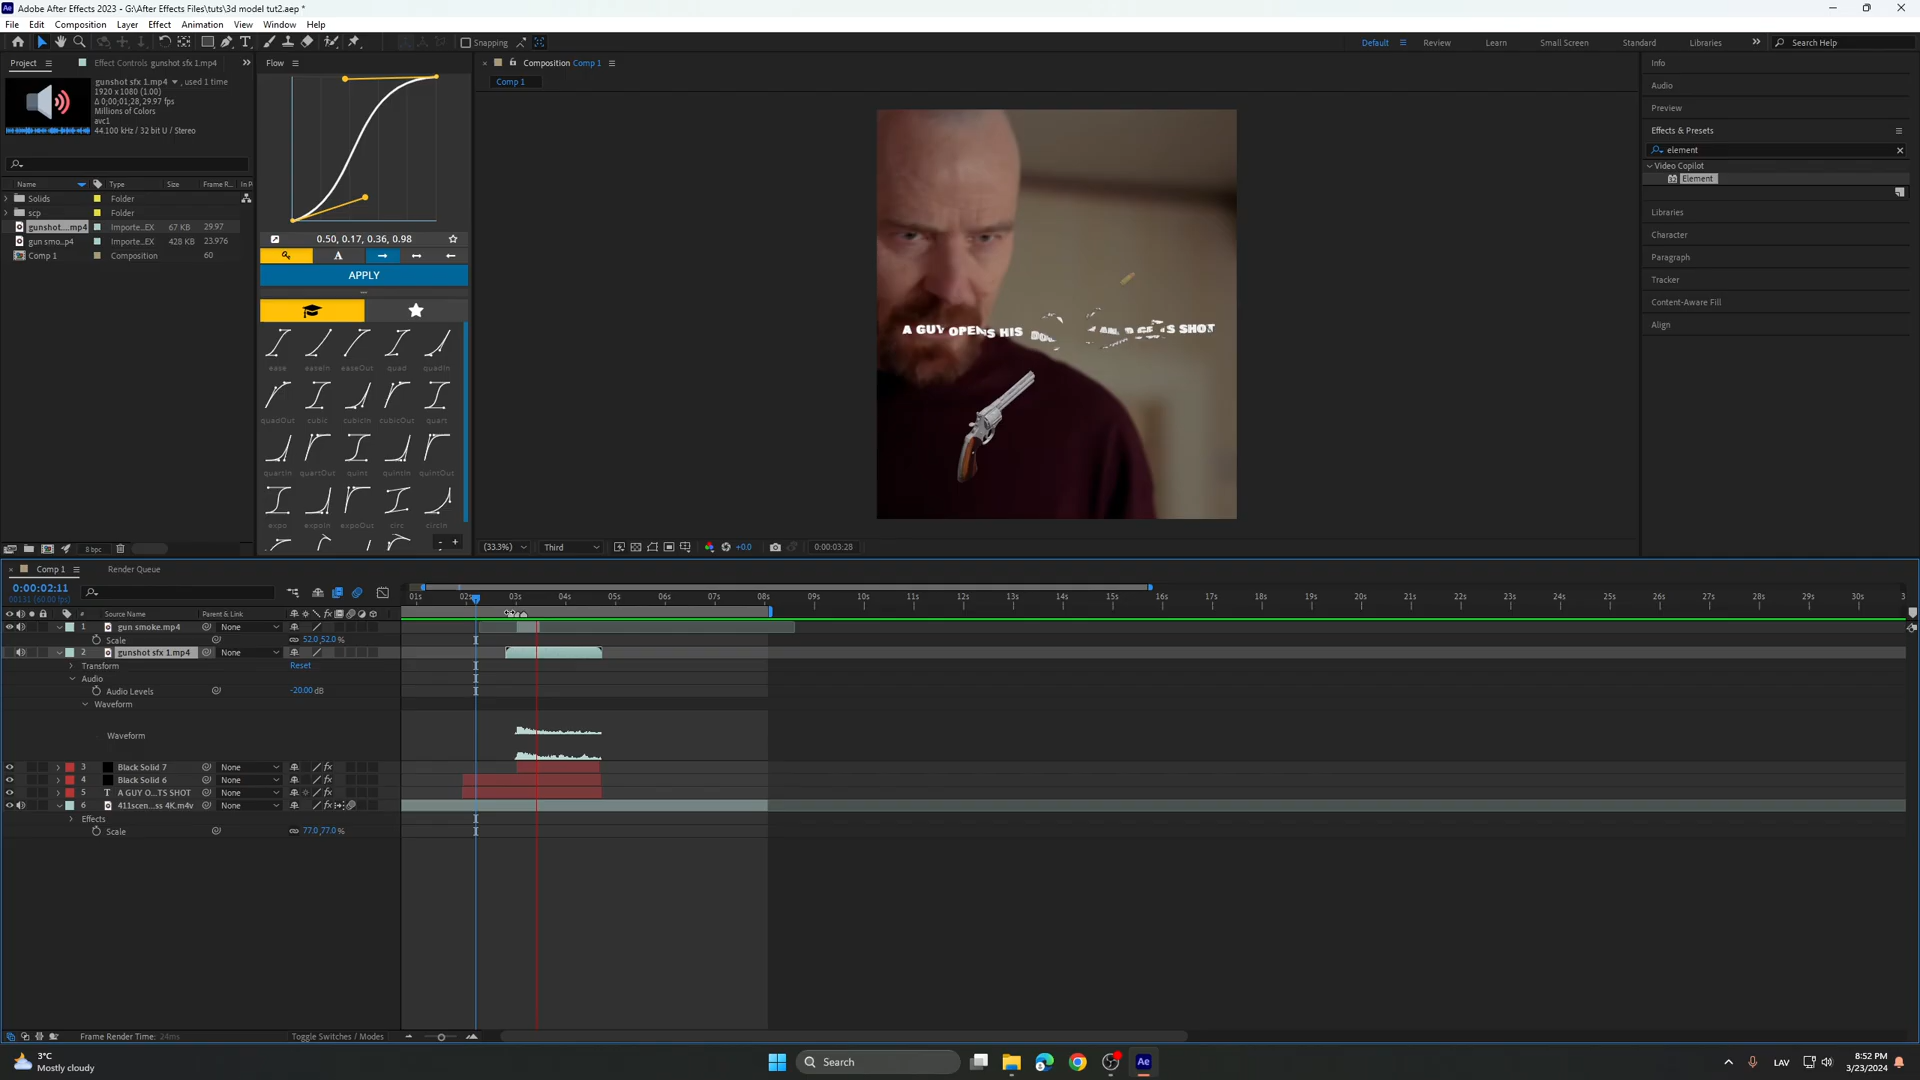 Adobe After Effects 2023 - G:\After Effects Files\tuts\3d model tut2.aep *
File Edit Composition Layer Effect Animation View Window Help
Snapping
Default Review Learn Small Screen Standard Libraries Search Help
Project
Effect Controls gunshot sfx 1.mp4
gunshot sfx 1.mp4 , used 1 time
1920 x 1080 (1.00)
Δ 0;00;01;28, 29.97 fps
Millions of Colors
avc1
44.100 kHz / 32 bit U / Stereo
Name Type Size Frame R... In P
Solids Folder
scp Folder
gunshot....mp4 Importe...EX 67 KB 29.97
gun smo...p4 Importe...EX 428 KB 23.976
Comp 1 Composition 60
8 bpc
Flow
0.50, 0.17, 0.36, 0.98
A
APPLY
ease easeIn easeOut quad quadIn
quadOut cubic cubicIn cubicOut quart
quartIn quartOut quint quintIn quintOut
expo expoIn expoOut circ circIn
Composition Comp 1
Comp 1
A GUY OPENS HIS
SHOT
(33.3%) Third +0.0 0:00:03:28
Info
Audio
Preview
Effects & Presets
element
Video Copilot
Element
Libraries
Character
Paragraph
Tracker
Content-Aware Fill
Align
Comp 1 Render Queue
0:00:02:11
00131 (60.00 fps)
01s 02s 03s 04s 05s 06s 07s 08s 09s 10s 11s 12s 13s 14s 15s 16s 17s 18s 19s 20s 21s 22s 23s 24s 25s 26s 27s 28s 29s 30s 3
# Source Name Parent & Link
1 gun smoke.mp4 None
Scale 52.0,52.0 %
2 gunshot sfx 1.mp4 None
Transform Reset
Audio
Audio Levels -20.00 dB
Waveform
Waveform
3 Black Solid 7 None
4 Black Solid 6 None
5 T A GUY O...TS SHOT None
6 411scen...ss 4K.m4v None
Effects
Scale 77.0,77.0 %
Frame Render Time: 24ms Toggle Switches / Modes
3°C
Mostly cloudy
Search
LAV
8:52 PM
3/23/2024